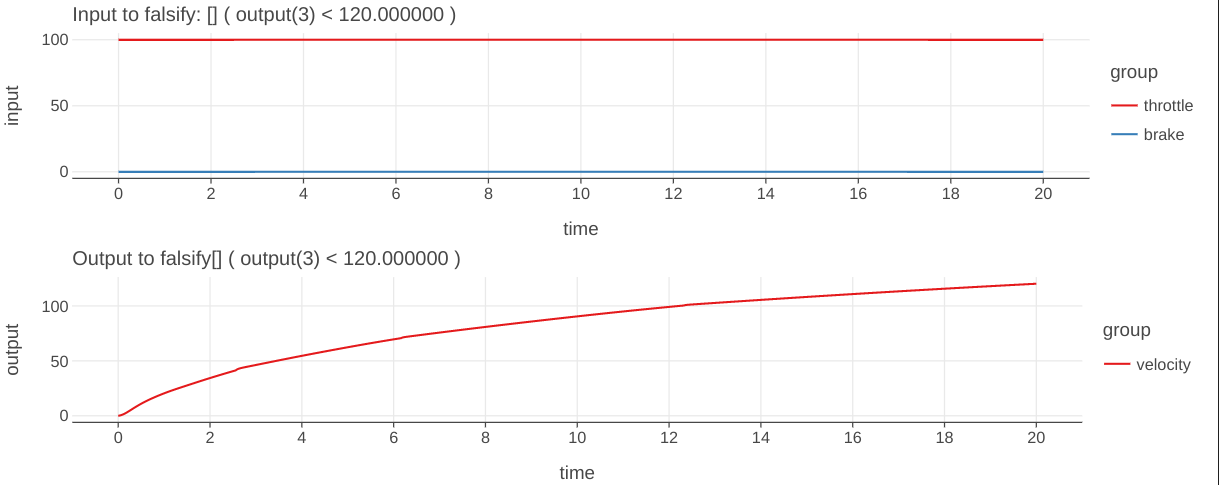 Input to falsify: [] ( output(3) < 120.000000 )
input
100
50
0
0 2 4 6 8 10 12 14 16 18 20
time
group
throttle
brake
Output to falsify[] ( output(3) < 120.000000 )
output
100
50
0
0 2 4 6 8 10 12 14 16 18 20
time
group
velocity